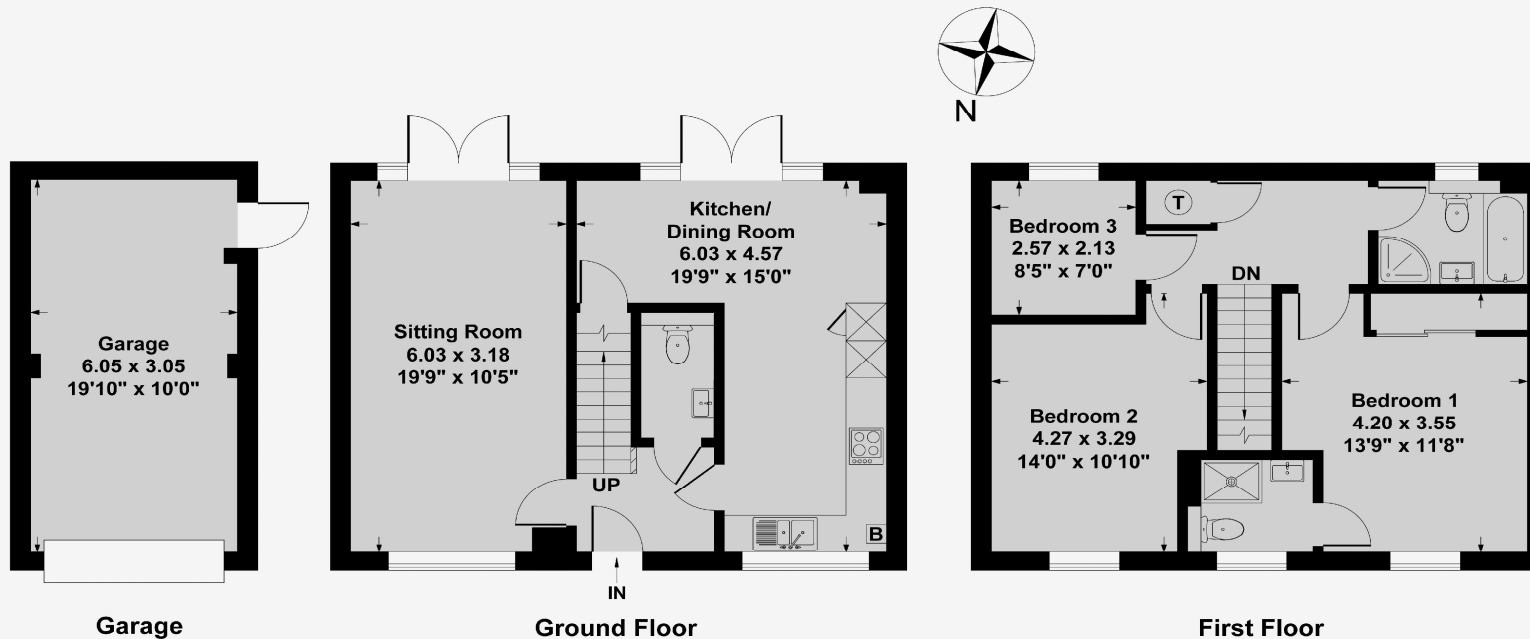 N
Garage
6.05 x 3.05
19'10" x 10'0"
Garage
Sitting Room
6.03 x 3.18
19'9" x 10'5"
Kitchen/
Dining Room
6.03 x 4.57
19'9" x 15'0"
UP
B
IN
Ground Floor
Bedroom 3
2.57 x 2.13
8'5" x 7'0"
T
DN
Bedroom 2
4.27 x 3.29
14'0" x 10'10"
Bedroom 1
4.20 x 3.55
13'9" x 11'8"
First Floor